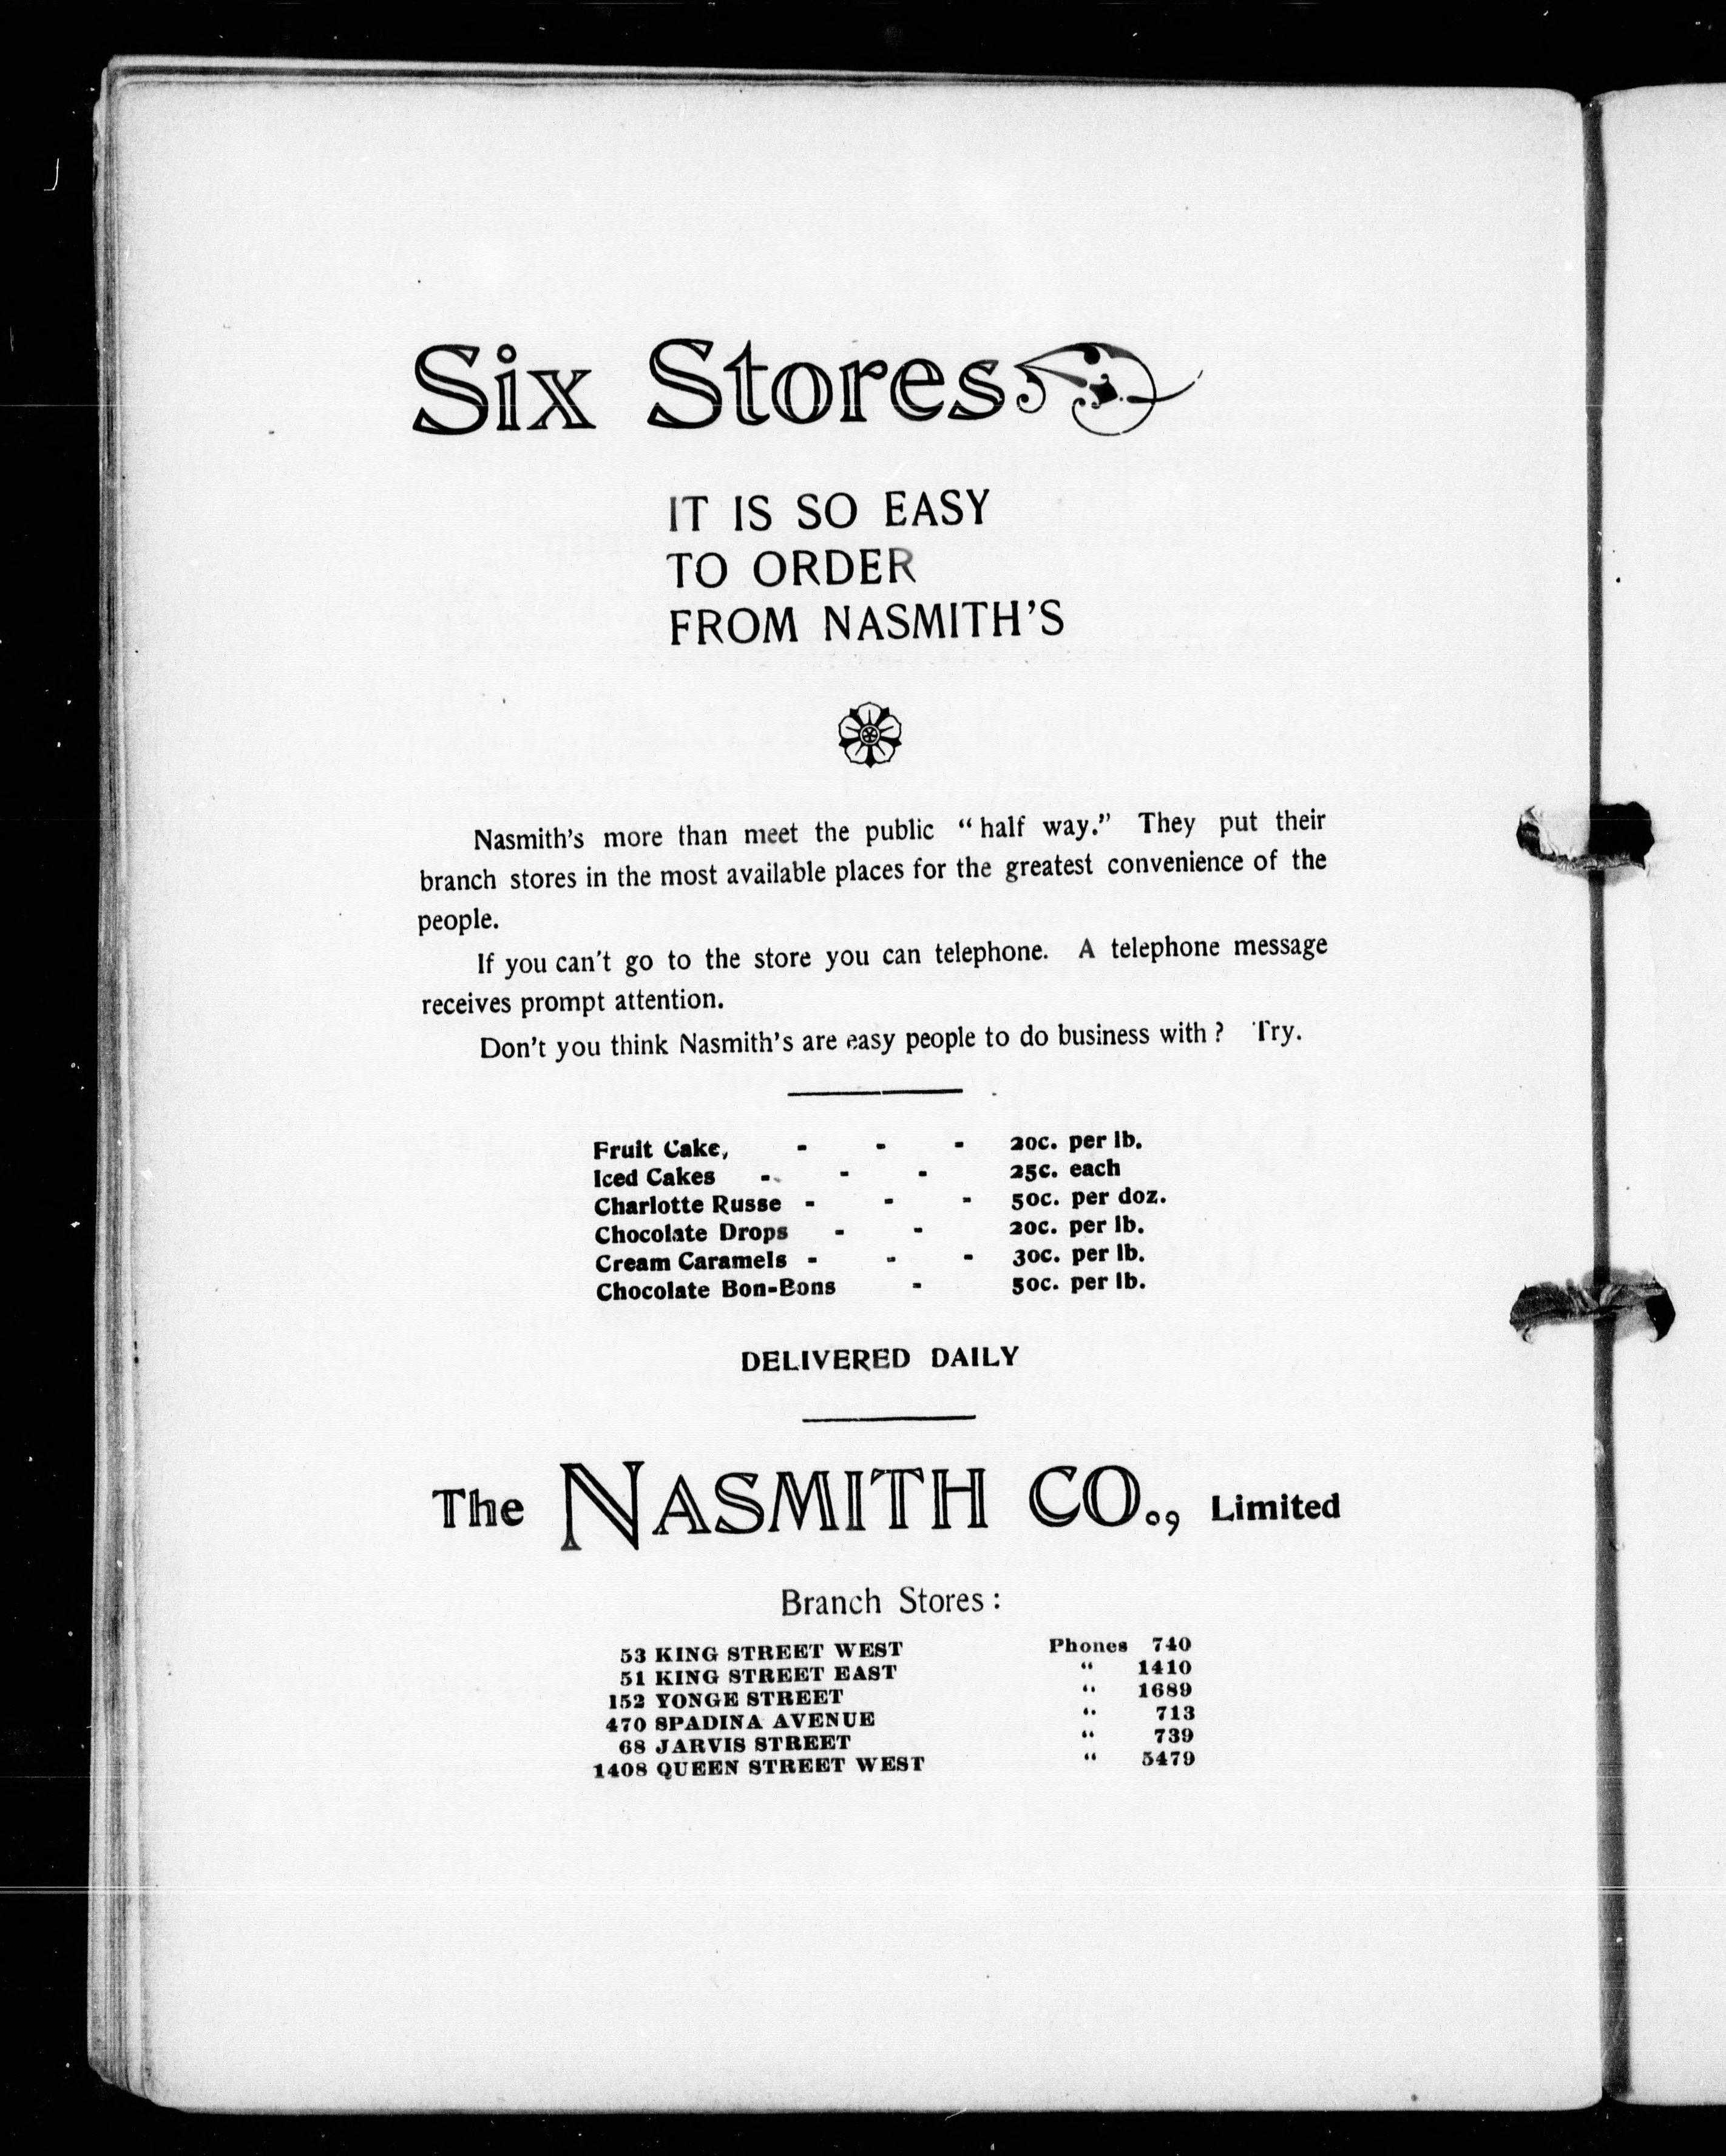 Six Stores
IT IS SO EASY
TO ORDER
FROM NASMITH'S
Nasmith's more than meet the public “half way.” They put their
branch stores in the most available places for the greatest convenience of the
people.
If you can't go to the store you can telephone. A telephone message
receives prompt attention.
Don't you think Nasmith's are easy people to do business with? Try.
Fruit Cake, - - - 20c. per lb.
Iced Cakes - - - 25c. each
Charlotte Russe - - - 50c. per doz.
Chocolate Drops - - 20c. per lb.
Cream Caramels - - - 30c. per lb.
Chocolate Bon-Bons - 50c. per lb.
DELIVERED DAILY
The NASMITH CO., Limited
Branch Stores:
53 KING STREET WEST Phones 740
51 KING STREET EAST “ 1410
152 YONGE STREET “ 1689
470 SPADINA AVENUE “ 713
68 JARVIS STREET “ 739
1408 QUEEN STREET WEST “ 5479